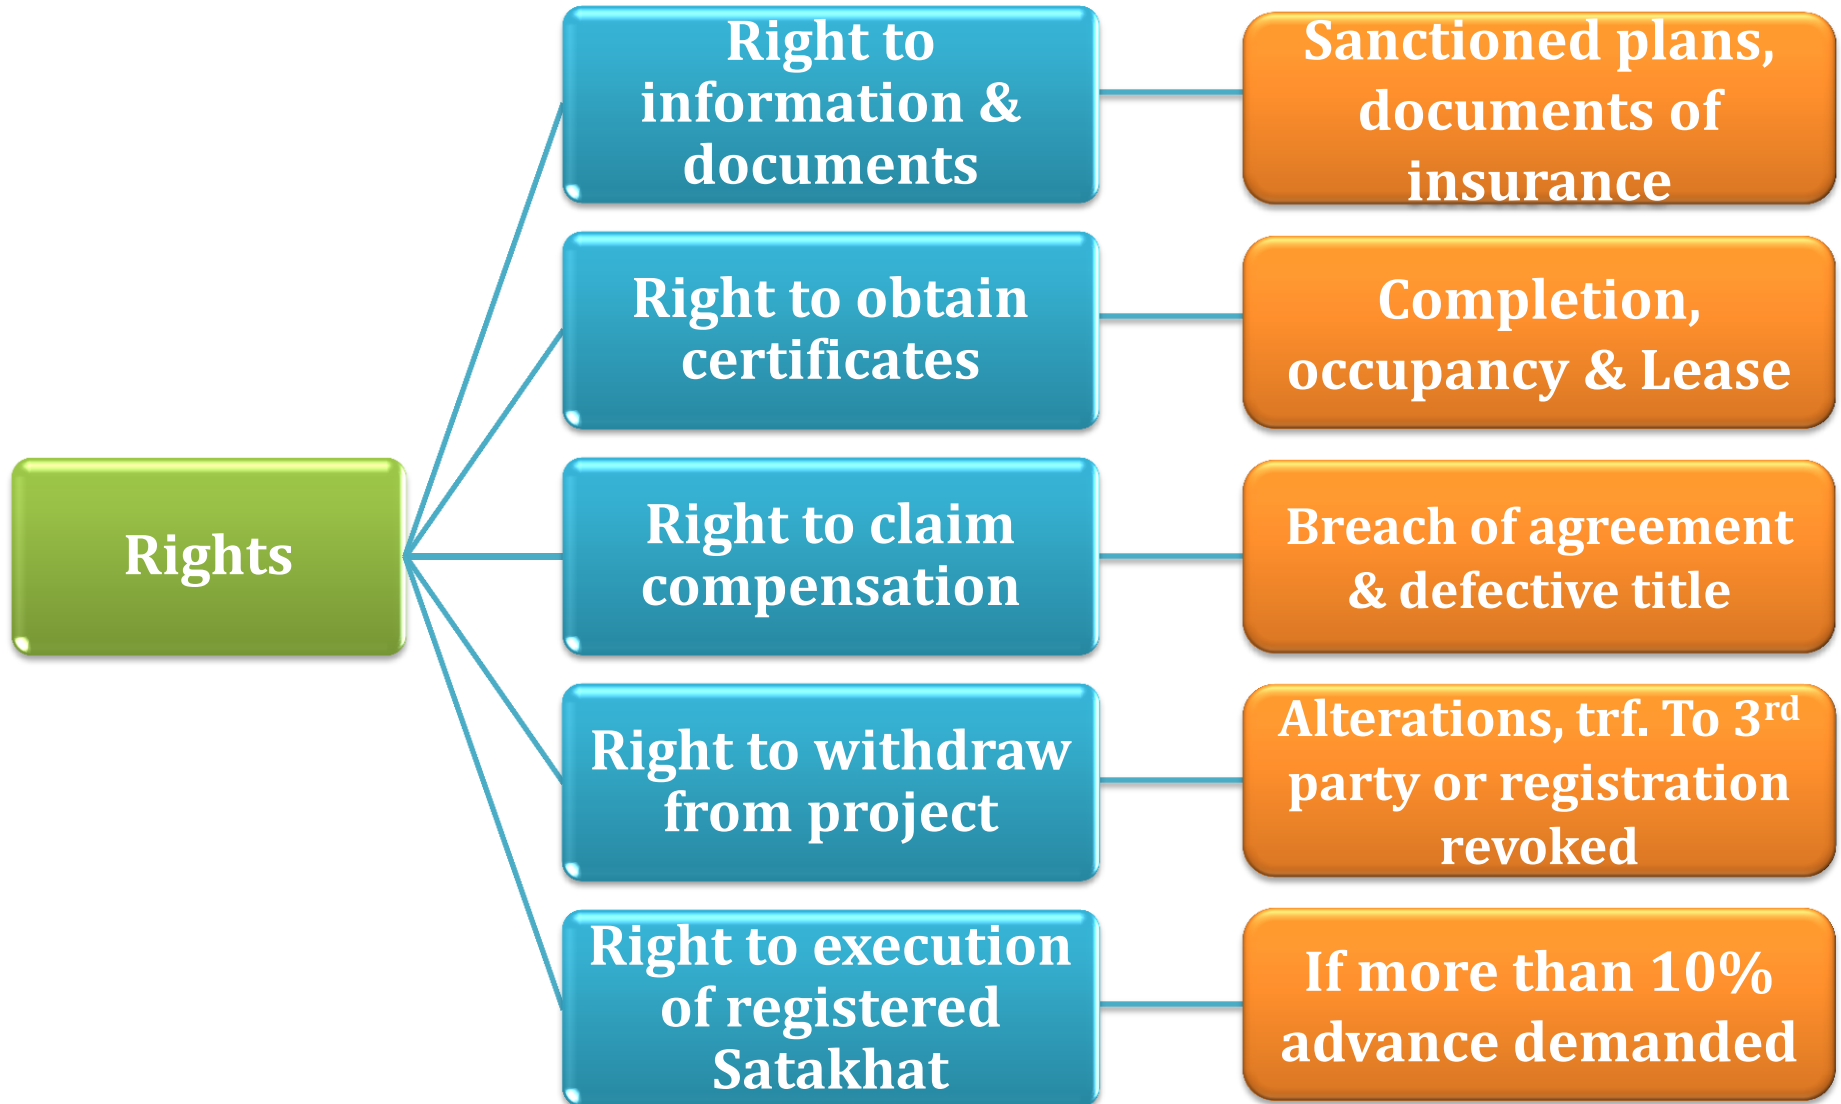 Rights
Right to
information &
documents
Sanctioned plans,
documents of
insurance
Right to obtain
certificates
Completion,
occupancy & Lease
Right to claim
compensation
Breach of agreement
& defective title
Right to withdraw
from project
Alterations, trf. To 3rd
party or registration
revoked
Right to execution
of registered
Satakhat
If more than 10%
advance demanded